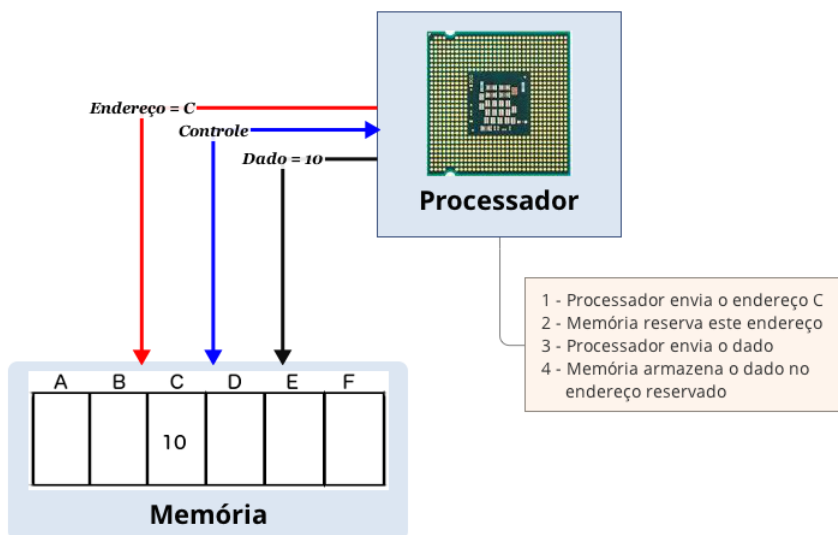 Endereço = C
Controle
Dado = 10
Processador
1 - Processador envia o endereço C
2 - Memória reserva este endereço
3 - Processador envia o dado
4 - Memória armazena o dado no
endereço reservado
A B C D E F
10
Memória